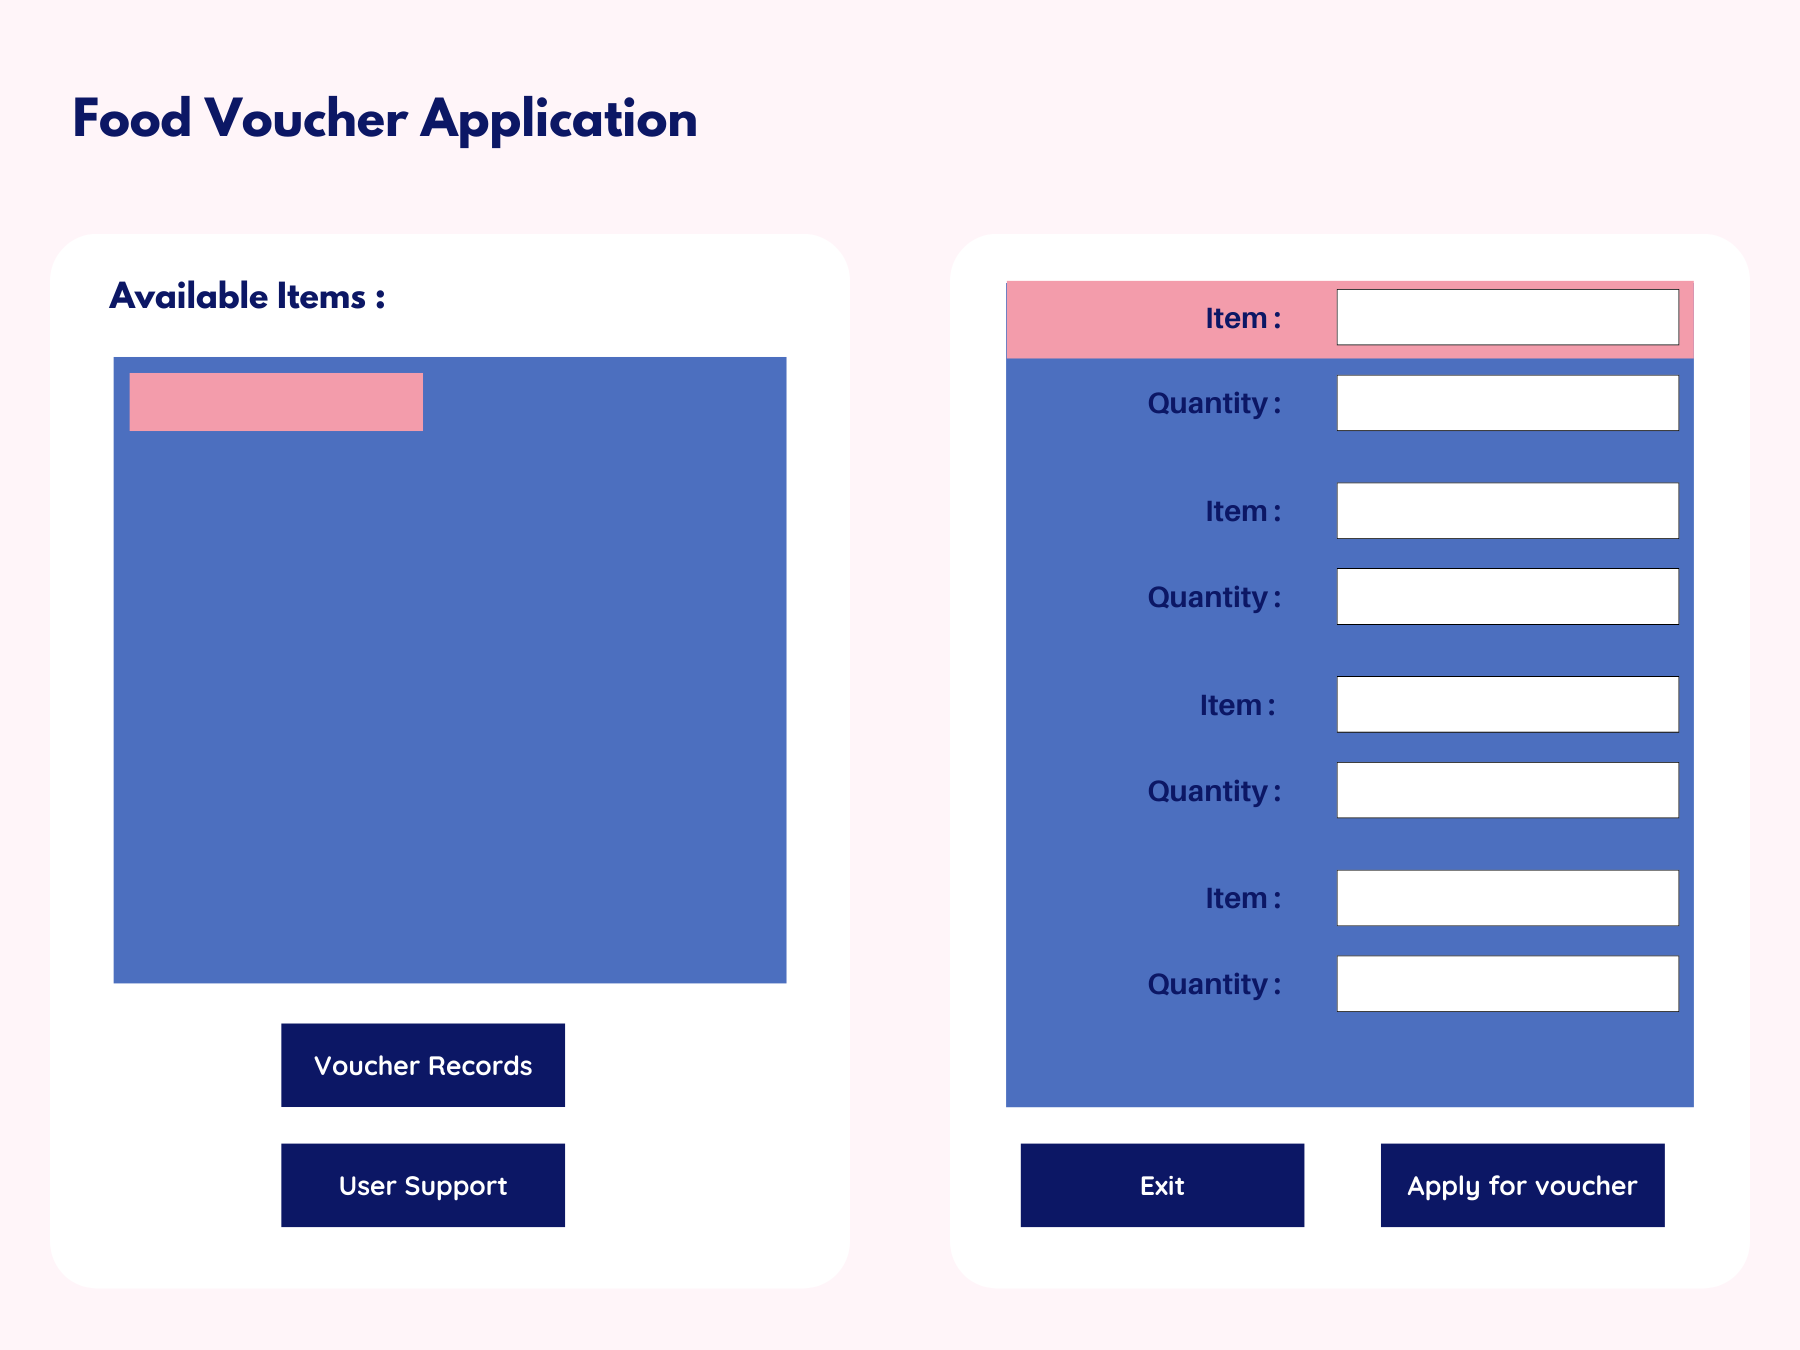 Food Voucher Application
Available Items :
Voucher Records
User Support
Item :
Quantity :
Item :
Quantity :
Item :
Quantity :
Item :
Quantity :
Exit
Apply for voucher